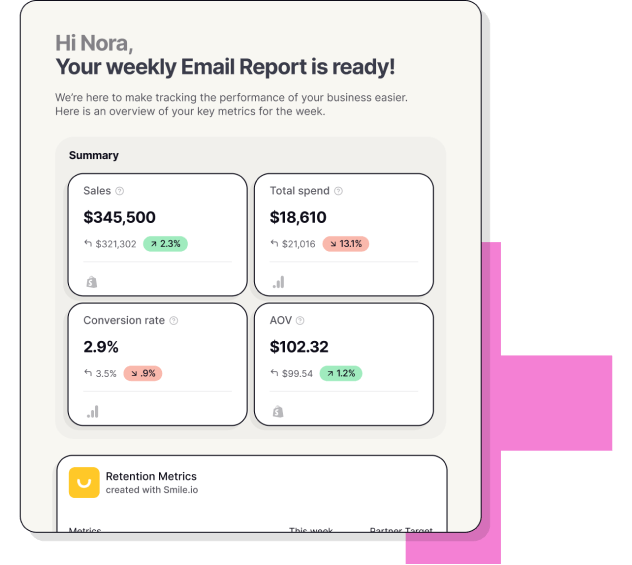 Hi Nora,
Your weekly Email Report is ready!
We're here to make tracking the performance of your business easier.
Here is an overview of your key metrics for the week.
Summary
Sales
$345,500
$321,302 2.3%
Total spend
$18,610
$21,016 13.1%
Conversion rate
2.9%
3.5% .9%
AOV
$102.32
$99.54 1.2%
Retention Metrics
created with Smile.io
Metrics This week Partner Target